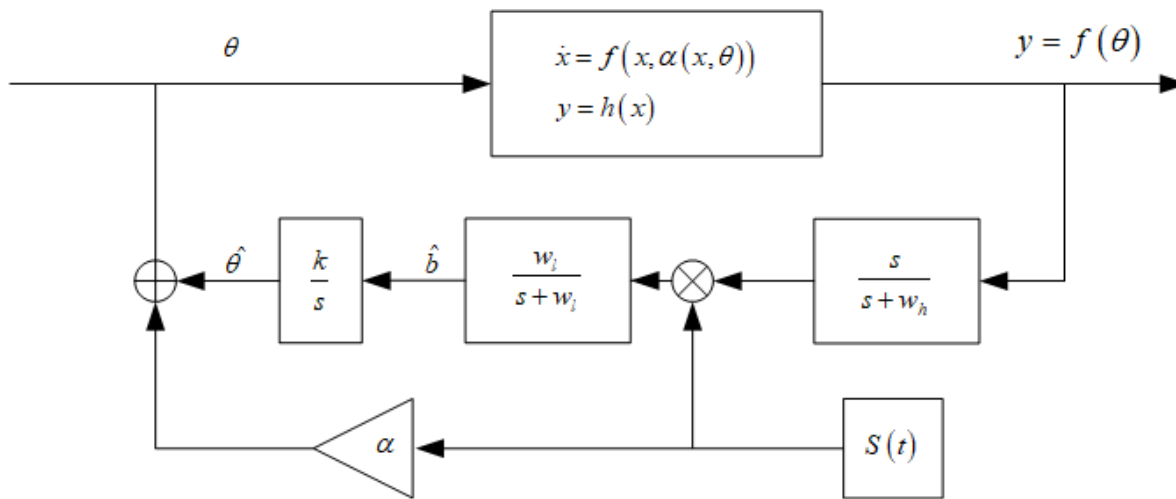 θ
ẋ = f(x, α(x, θ))
y = h(x)
y = f(θ)
θ̂
k
s
b̂
w_l
s + w_l
s
s + w_h
α
S(t)